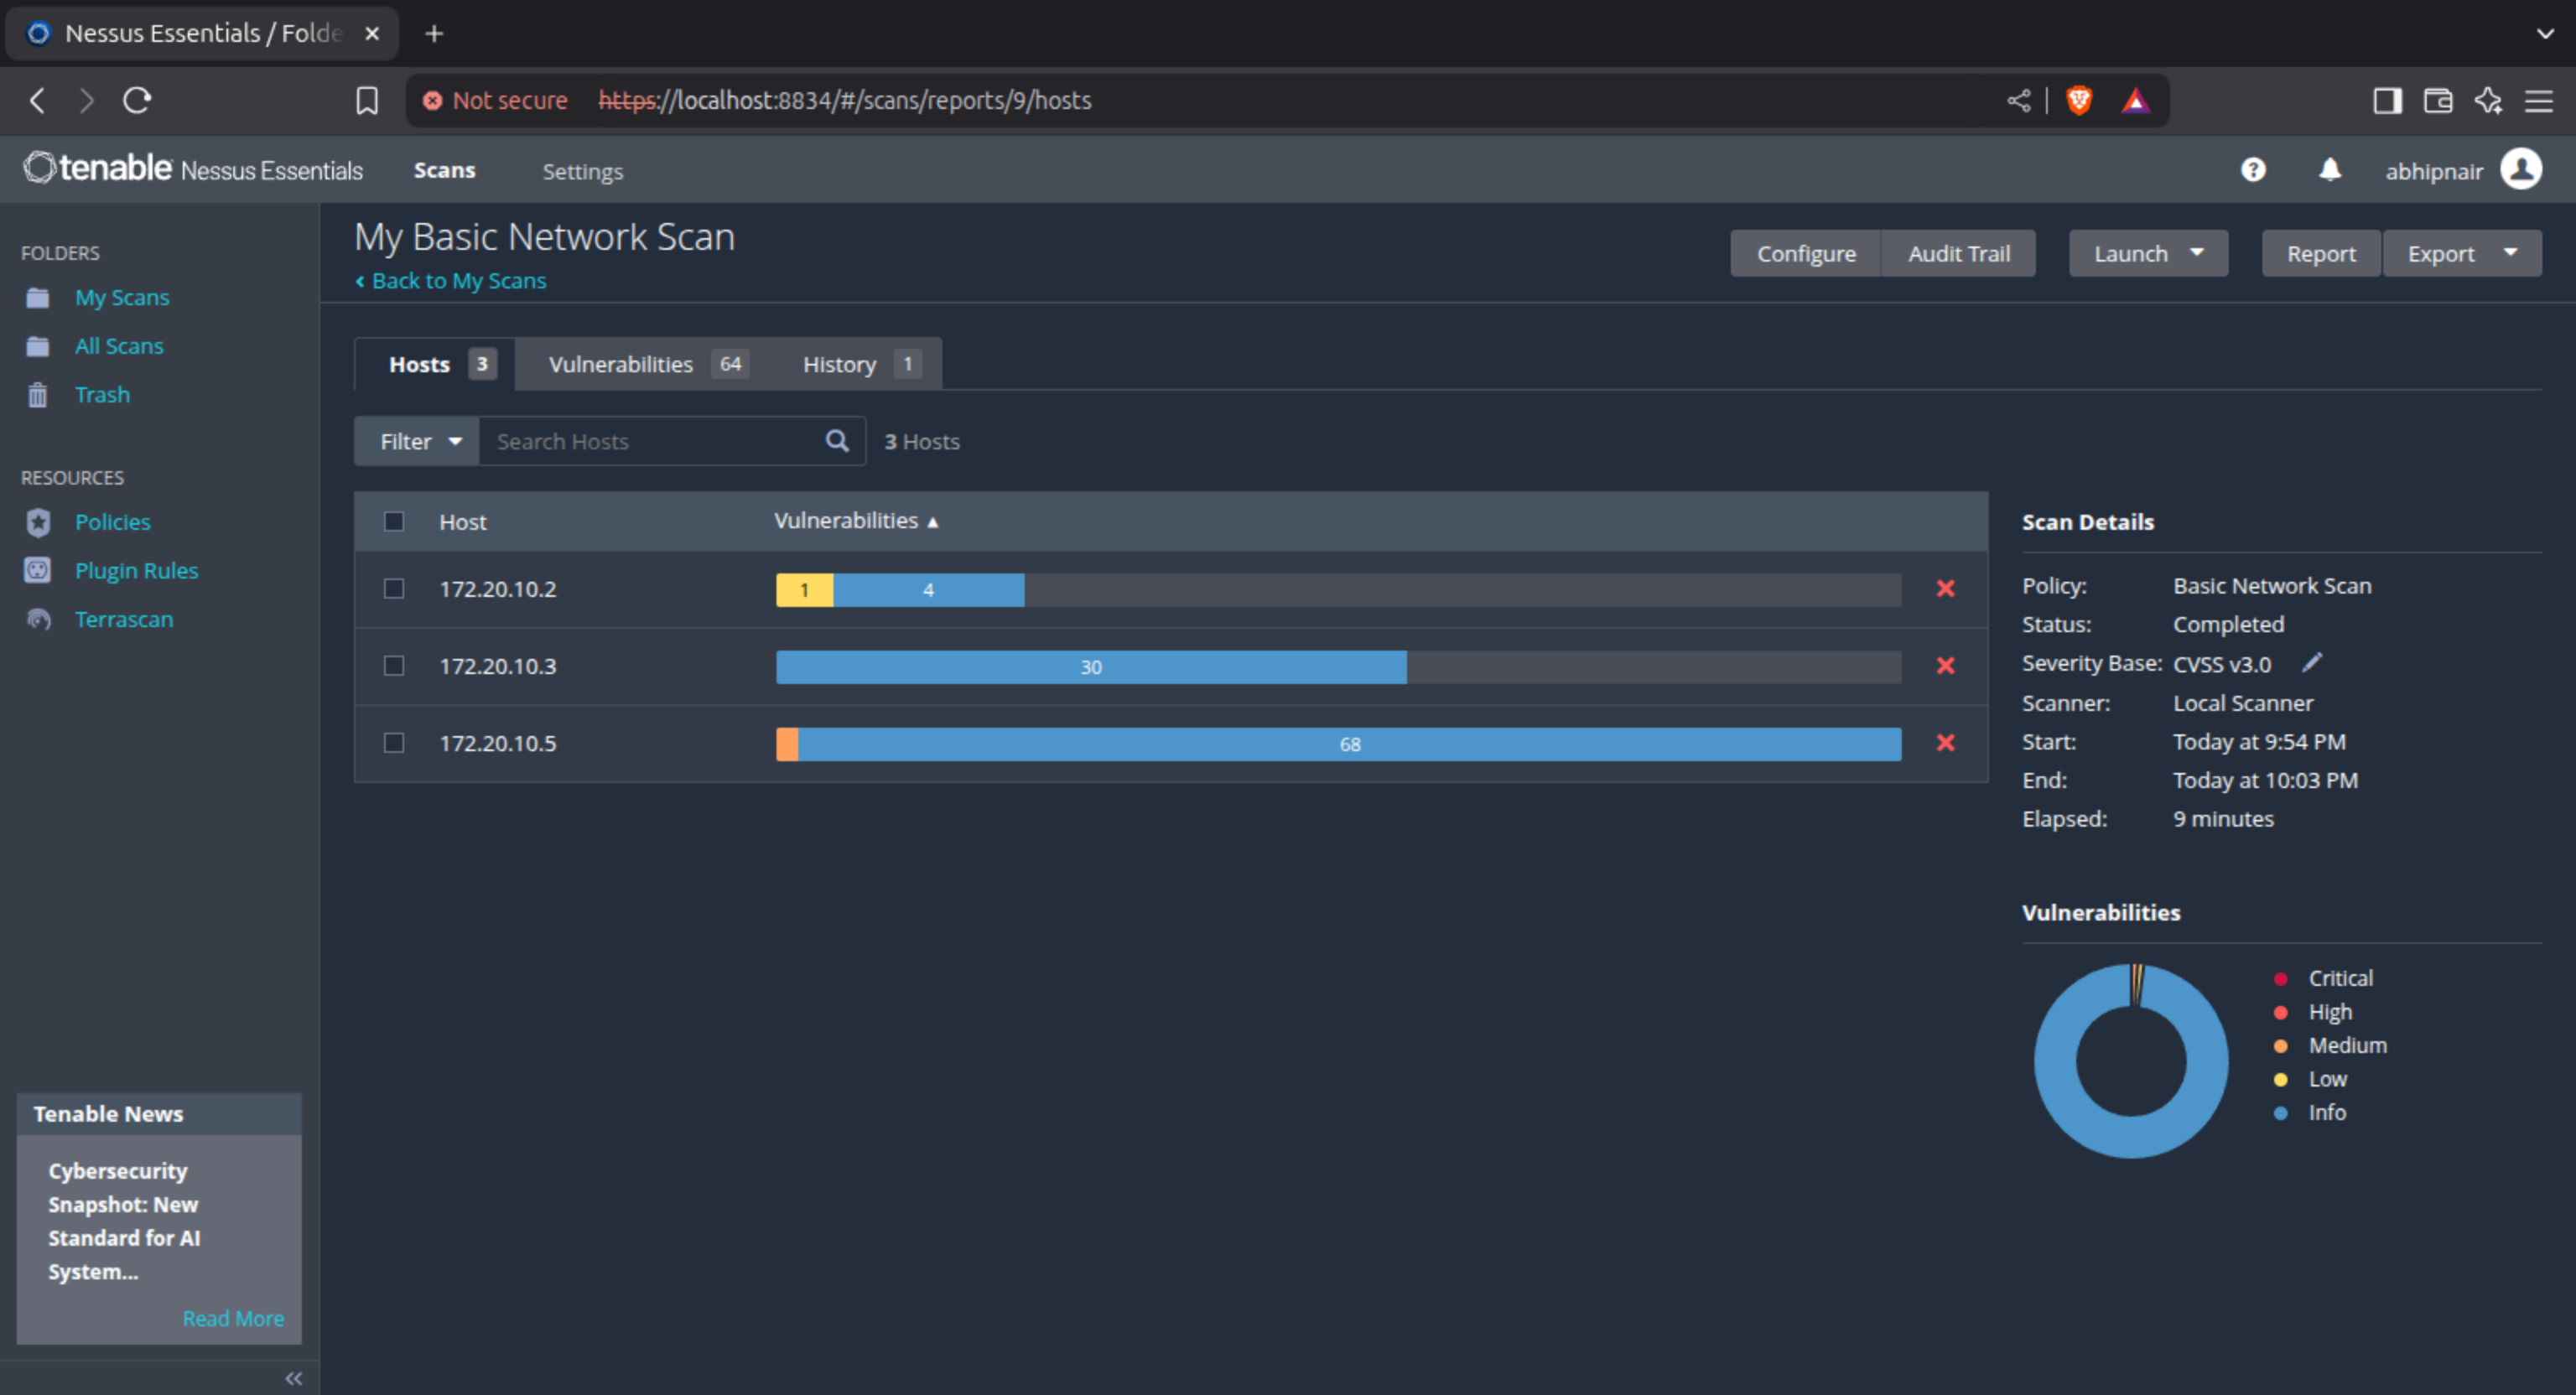 Nessus Essentials / Folde
Not secure https://localhost:8834/#/scans/reports/9/hosts
tenable Nessus Essentials Scans Settings abhipnair
FOLDERS
My Scans
All Scans
Trash
RESOURCES
Policies
Plugin Rules
Terrascan
Tenable News
Cybersecurity
Snapshot: New
Standard for AI
System...
Read More
My Basic Network Scan
Back to My Scans
Configure Audit Trail Launch Report Export
Hosts 3 Vulnerabilities 64 History 1
Filter Search Hosts 3 Hosts
Host Vulnerabilities
172.20.10.2 1 4
172.20.10.3 30
172.20.10.5 68
Scan Details
Policy: Basic Network Scan
Status: Completed
Severity Base: CVSS v3.0
Scanner: Local Scanner
Start: Today at 9:54 PM
End: Today at 10:03 PM
Elapsed: 9 minutes
Vulnerabilities
Critical
High
Medium
Low
Info